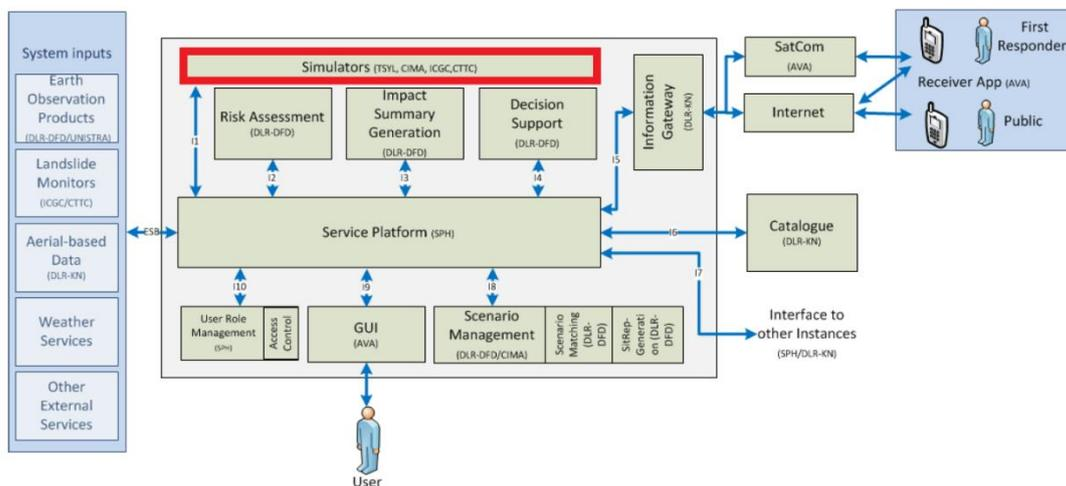 System inputs
Earth
Observation
Products
(DLR-DFD/UNISTRA)
Landslide
Monitors
(ICGC/CTTC)
Aerial-based
Data
(DLR-KN)
Weather
Services
Other
External
Services
ESB
Simulators (TSYL, CIMA, ICGC,CTTC)
I1
Risk Assessment
(DLR-DFD)
I2
Impact
Summary
Generation
(DLR-DFD)
I3
Decision
Support
(DLR-DFD)
I4
Information
Gateway
(DLR-KN)
I5
Service Platform (SPH)
I6
I7
I10
I9
I8
User Role
Management
(SPH)
Access
Control
GUI
(AVA)
Scenario
Management
(DLR-DFD/CIMA)
Scenario
Matching
(DLR-
DFD)
SitRep-
Generati
on (DLR-
DFD)
User
SatCom
(AVA)
Internet
First
Responder
Receiver App (AVA)
Public
Catalogue
(DLR-KN)
Interface to
other Instances
(SPH/DLR-KN)